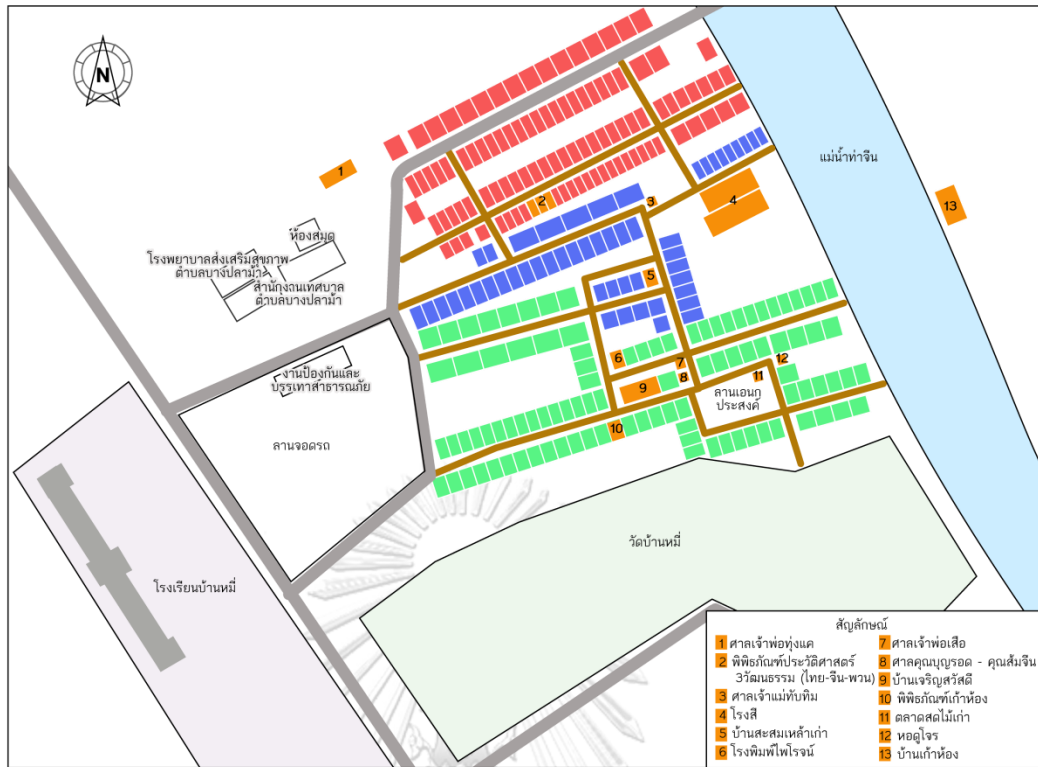 N
แม่น้ำท่าจีน
1
2
3
4
13
ห้องสมุด
โรงพยาบาลส่งเสริมสุขภาพ
ตำบลบางปลาม้า
สำนักงานเทศบาล
ตำบลบางปลาม้า
5
6
7
8
9
10
11
12
ลานเอนก
ประสงค์
งานป้องกันและ
บรรเทาสาธารณภัย
ลานจอดรถ
วัดบ้านหมี่
โรงเรียนบ้านหมี่
สัญลักษณ์
1 ศาลเจ้าพ่อทุ่งแค
2 พิพิธภัณฑ์ประวัติศาสตร์
3วัฒนธรรม (ไทย-จีน-พวน)
3 ศาลเจ้าแม่ทับทิม
4 โรงสี
5 บ้านสะสมเหล้าเก่า
6 โรงพิมพ์ไพโรจน์
7 ศาลเจ้าพ่อเสือ
8 ศาลคุณบุญรอด - คุณส้มจีน
9 บ้านเจริญสวัสดี
10 พิพิธภัณฑ์เก้าห้อง
11 ตลาดสดไม้เก่า
12 หอดูโจร
13 บ้านเก้าห้อง